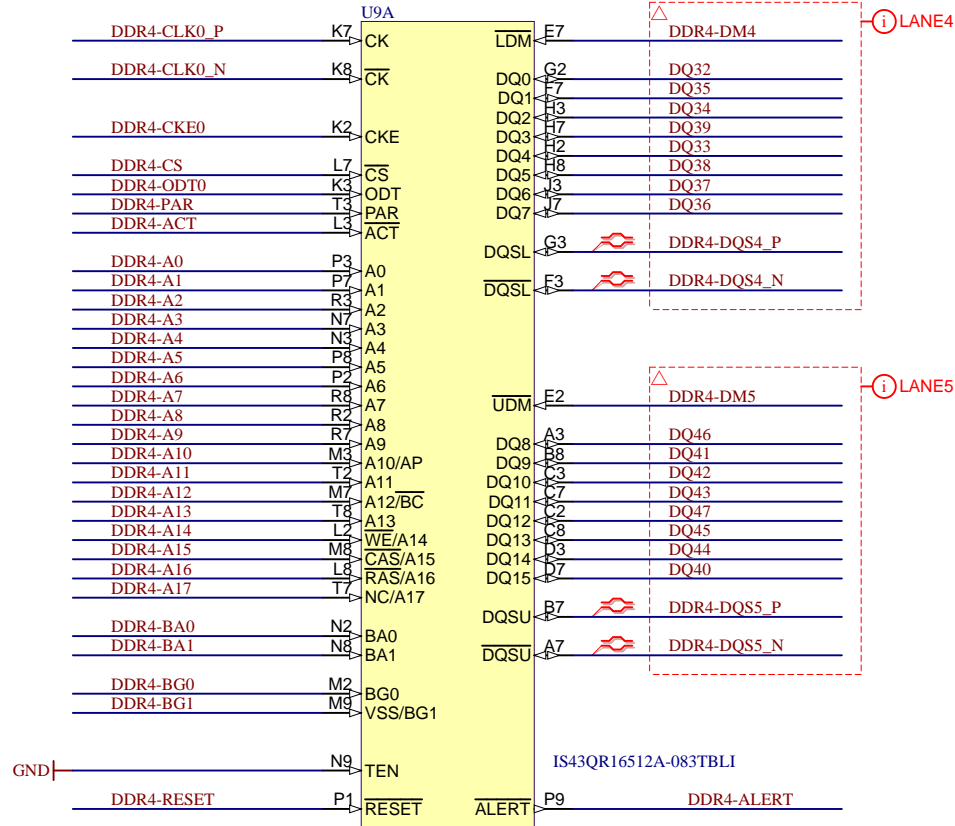 U9A
DDR4-CLK0_P K7 CK LDM E7 DDR4-DM4 LANE4
DDR4-CLK0_N K8 CK DQ0 G2 DQ32
DQ1 F7 DQ35
DQ2 H3 DQ34
DDR4-CKE0 K2 CKE DQ3 H7 DQ39
DQ4 H2 DQ33
DDR4-CS L7 CS DQ5 H8 DQ38
DDR4-ODT0 K3 ODT DQ6 J3 DQ37
DDR4-PAR T3 PAR DQ7 J7 DQ36
DDR4-ACT L3 ACT
DQSL G3 DDR4-DQS4_P
DDR4-A0 P3 A0
DDR4-A1 P7 A1 DQSL F3 DDR4-DQS4_N
DDR4-A2 R3 A2
DDR4-A3 N7 A3
DDR4-A4 N3 A4
DDR4-A5 P8 A5
DDR4-A6 P2 A6 LANE5
DDR4-A7 R8 A7 UDM E2 DDR4-DM5
DDR4-A8 R2 A8
DDR4-A9 R7 A9 DQ8 A3 DQ46
DDR4-A10 M3 A10/AP DQ9 B8 DQ41
DDR4-A11 T2 A11 DQ10 C3 DQ42
DDR4-A12 M7 A12/BC DQ11 C7 DQ43
DDR4-A13 T8 A13 DQ12 C2 DQ47
DDR4-A14 L2 WE/A14 DQ13 C8 DQ45
DDR4-A15 M8 CAS/A15 DQ14 D3 DQ44
DDR4-A16 L8 RAS/A16 DQ15 D7 DQ40
DDR4-A17 T7 NC/A17
DQSU B7 DDR4-DQS5_P
DDR4-BA0 N2 BA0
DDR4-BA1 N8 BA1 DQSU A7 DDR4-DQS5_N
DDR4-BG0 M2 BG0
DDR4-BG1 M9 VSS/BG1
GND N9 TEN IS43QR16512A-083TBLI
DDR4-RESET P1 RESET ALERT P9 DDR4-ALERT